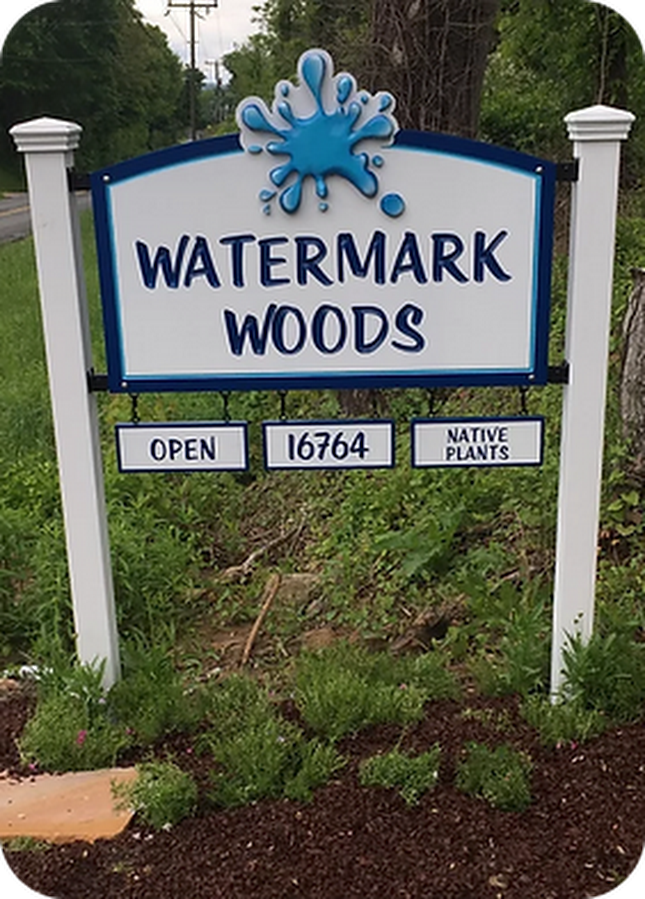 WATERMARK
WOODS
OPEN
16764
NATIVE
PLANTS